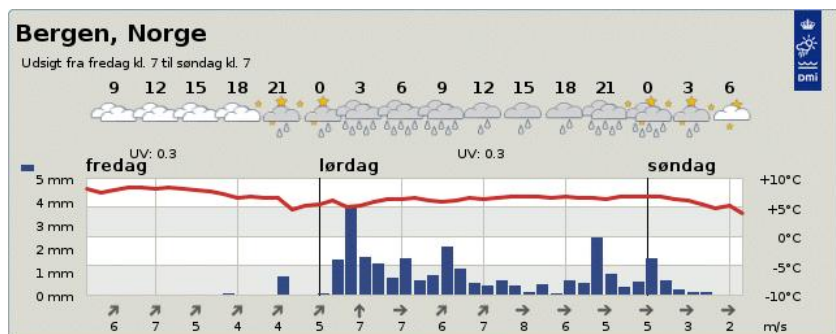 Bergen, Norge
Udsigt fra fredag kl. 7 til søndag kl. 7
DMI
9 12 15 18 21 0 3 6 9 12 15 18 21 0 3 6
UV: 0.3 UV: 0.3
fredag lørdag søndag
5 mm +10°C
4 mm +5°C
3 mm 0°C
2 mm
1 mm -5°C
0 mm -10°C
6 7 5 4 4 5 7 7 6 7 8 6 5 5 3 2 m/s